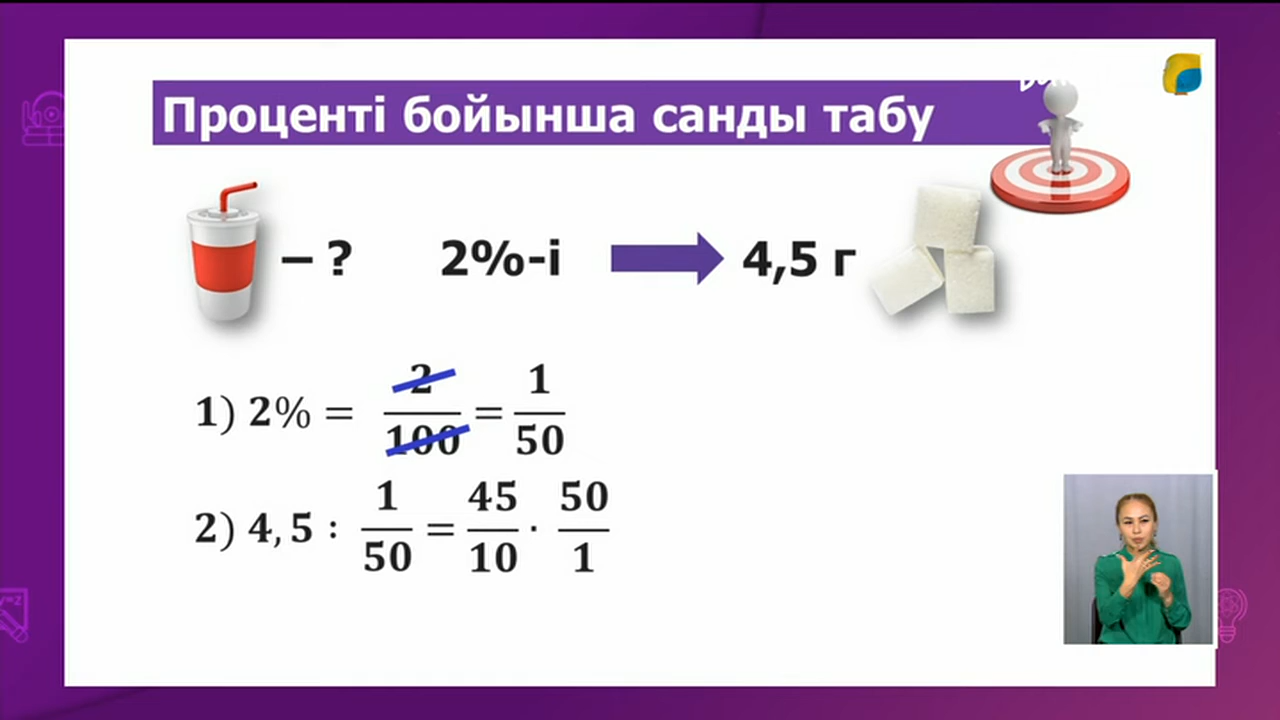 Проценті бойынша санды табу
– ? 2%-і 4,5 г
1) 2% = 2/100 = 1/50
2) 4,5 : 1/50 = 45/10 · 50/1